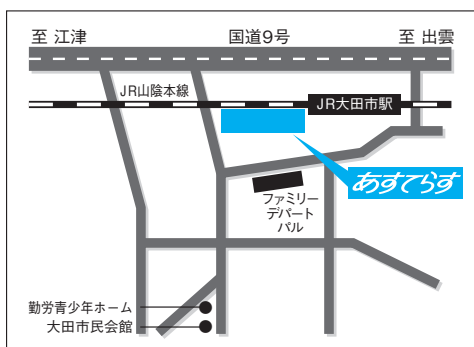 至 江津
国道9号
至 出雲
JR山陰本線
JR大田市駅
あすてらす
ファミリー
デパート
パル
勤労青少年ホーム
大田市民会館